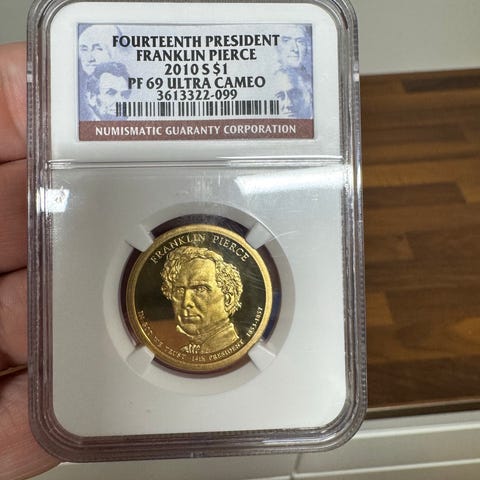 FOURTEENTH PRESIDENT
FRANKLIN PIERCE
2010 S $1
PF 69 ULTRA CAMEO
3613322-099
NUMISMATIC GUARANTY CORPORATION
FRANKLIN PIERCE
IN GOD WE TRUST 14th PRESIDENT 1853-1857